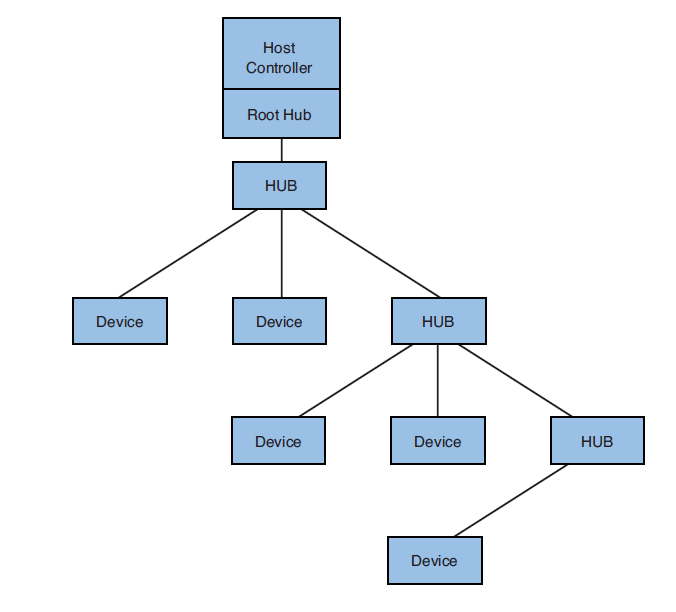 Host
Controller
Root Hub
HUB
Device
Device
HUB
Device
Device
HUB
Device